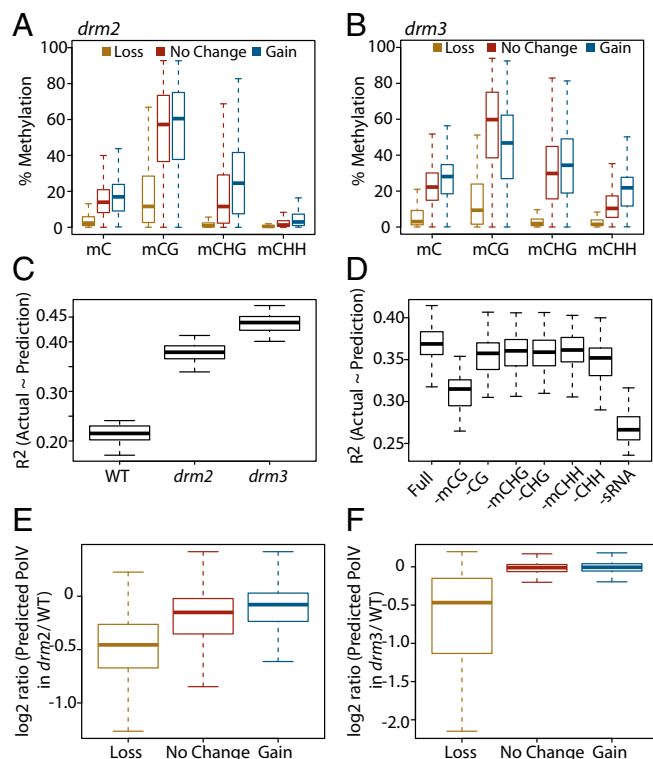 A drm2
Loss No Change Gain
% Methylation
100
80
60
40
20
0
mC mCG mCHG mCHH
B drm3
Loss No Change Gain
% Methylation
100
80
60
40
20
0
mC mCG mCHG mCHH
C
R2 (Actual ~ Prediction)
0.45
0.40
0.30
0.20
WT drm2 drm3
D
R2 (Actual ~ Prediction)
0.40
0.35
0.30
0.25
Full -mCG -CG -mCHG -CHG -mCHH -CHH -sRNA
E
log2 ratio (Predicted PolV
in drm2/ WT)
0
-0.5
-1.0
Loss No Change Gain
F
log2 ratio (Predicted PolV
in drm3/ WT)
0
-0.5
-1.0
-1.5
-2.0
Loss No Change Gain